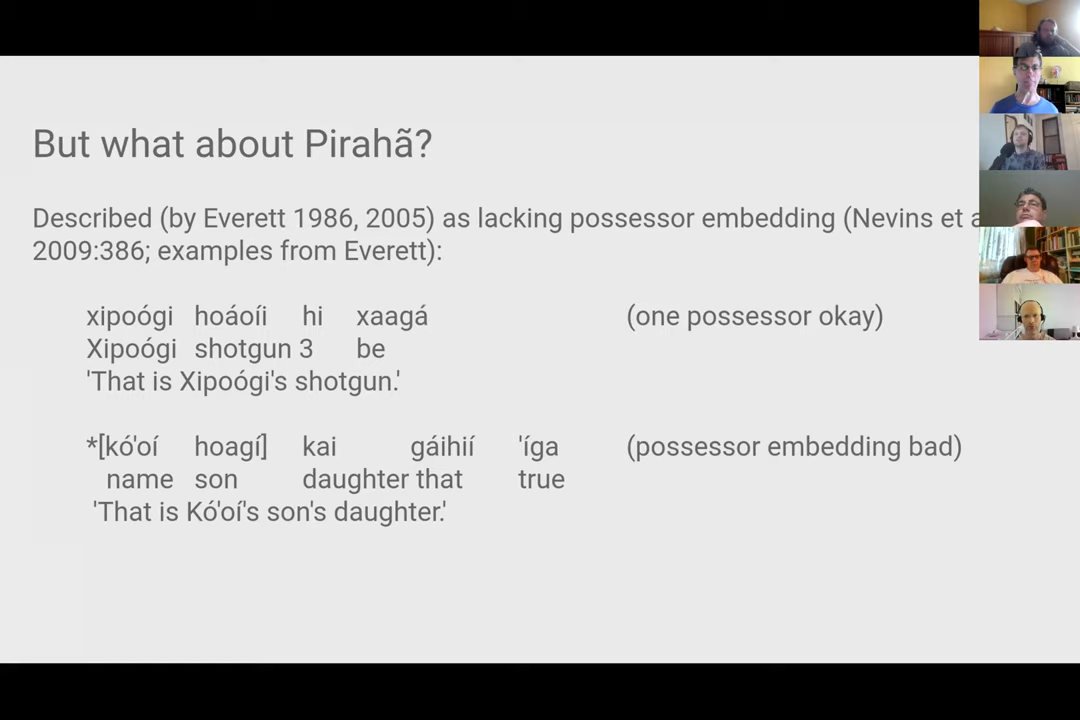 But what about Pirahã?
Described (by Everett 1986, 2005) as lacking possessor embedding (Nevins et
2009:386; examples from Everett):
xipoógi hoáoíi hi xaagá (one possessor okay)
Xipoógi shotgun 3 be
'That is Xipoógi's shotgun.'
*[kó'oí hoagí] kai gáihií 'íga (possessor embedding bad)
name son daughter that true
'That is Kó'oí's son's daughter.'